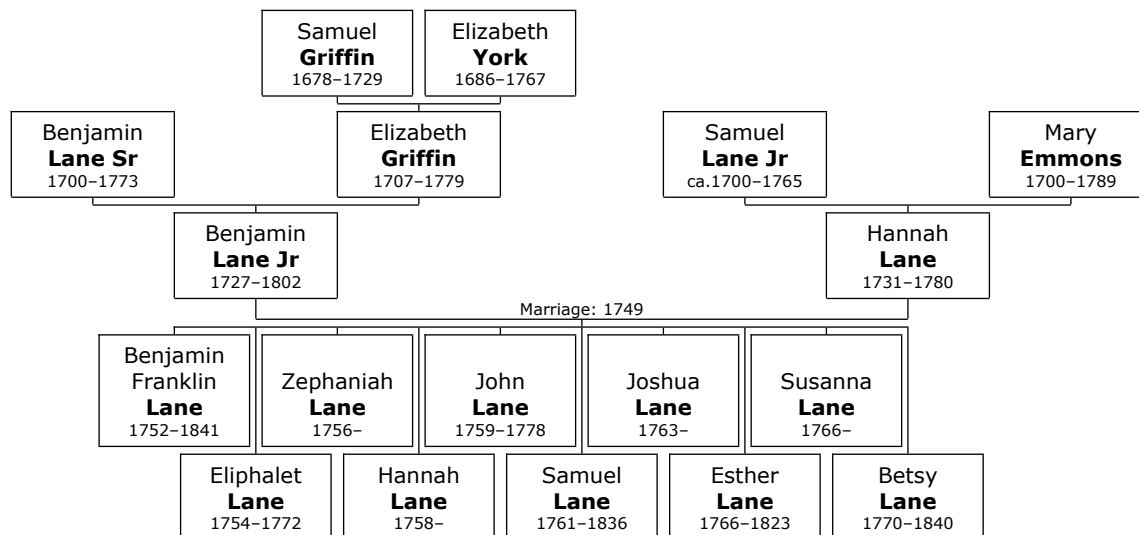 Samuel
Griffin
1678–1729
Elizabeth
York
1686–1767
Benjamin
Lane Sr
1700–1773
Elizabeth
Griffin
1707–1779
Samuel
Lane Jr
ca.1700–1765
Mary
Emmons
1700–1789
Benjamin
Lane Jr
1727–1802
Hannah
Lane
1731–1780
Marriage: 1749
Benjamin
Franklin
Lane
1752–1841
Zephaniah
Lane
1756–
John
Lane
1759–1778
Joshua
Lane
1763–
Susanna
Lane
1766–
Eliphalet
Lane
1754–1772
Hannah
Lane
1758–
Samuel
Lane
1761–1836
Esther
Lane
1766–1823
Betsy
Lane
1770–1840